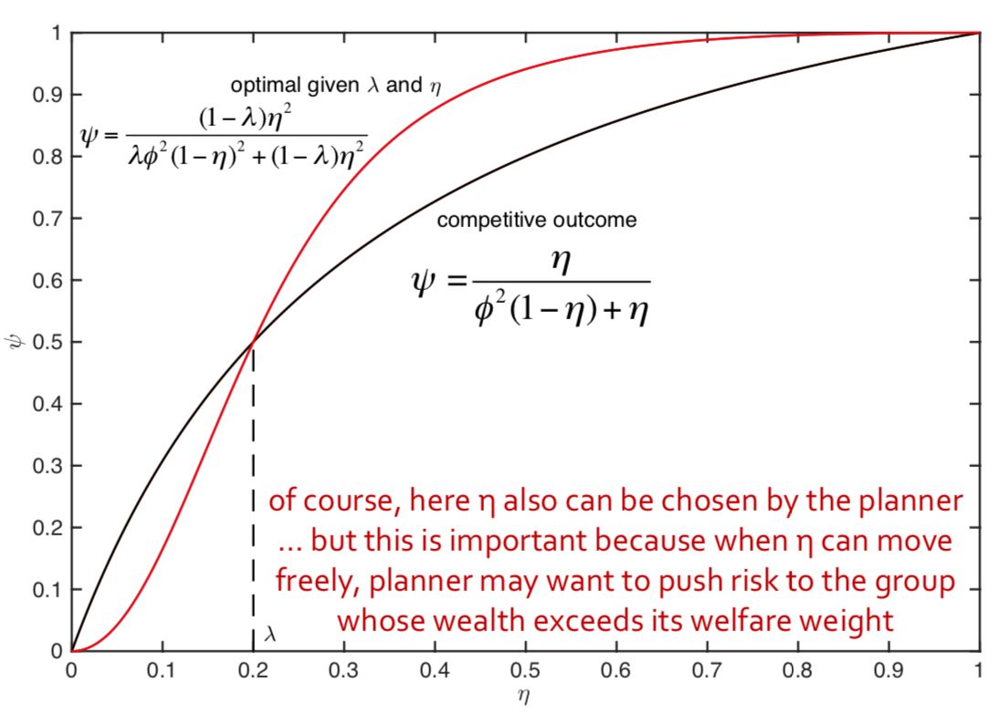 optimal given λ and η
ψ = (1−λ)η² / (λϕ²(1−η)² + (1−λ)η²)
competitive outcome
ψ = η / (ϕ²(1−η) + η)
of course, here η also can be chosen by the planner
... but this is important because when η can move
freely, planner may want to push risk to the group
whose wealth exceeds its welfare weight
λ
1
0.9
0.8
0.7
0.6
0.5
0.4
0.3
0.2
0.1
0
ψ
0 0.1 0.2 0.3 0.4 0.5 0.6 0.7 0.8 0.9 1
η